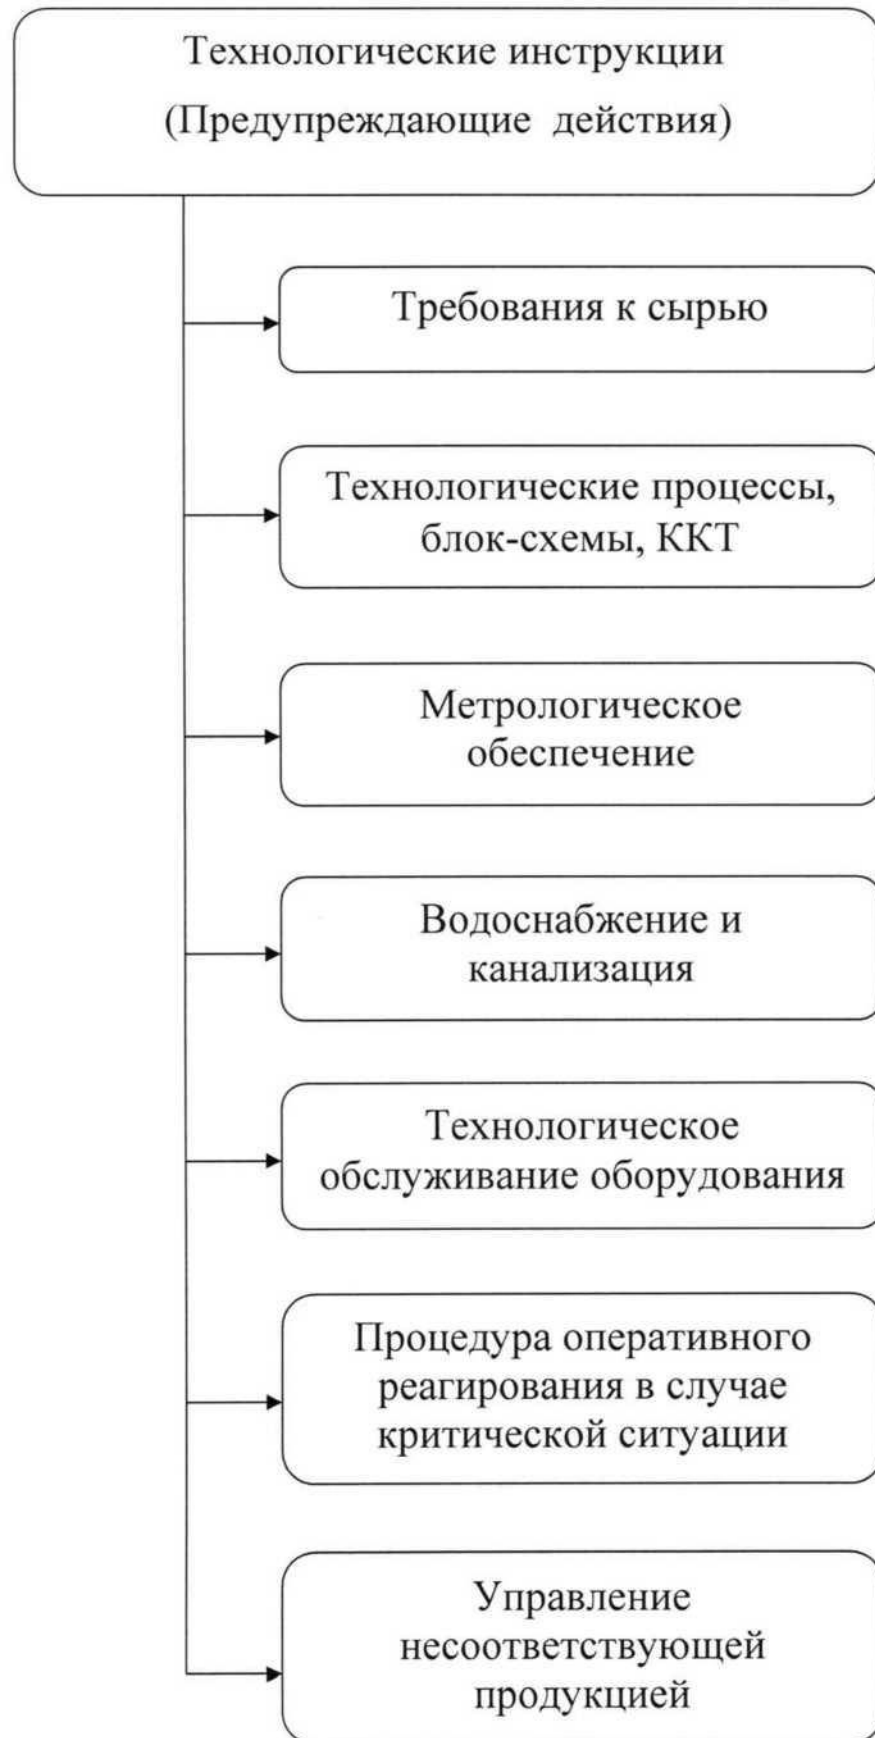 Технологические инструкции
(Предупреждающие действия)
Требования к сырью
Технологические процессы,
блок-схемы, ККТ
Метрологическое
обеспечение
Водоснабжение и
канализация
Технологическое
обслуживание оборудования
Процедура оперативного
реагирования в случае
критической ситуации
Управление
несоответствующей
продукцией